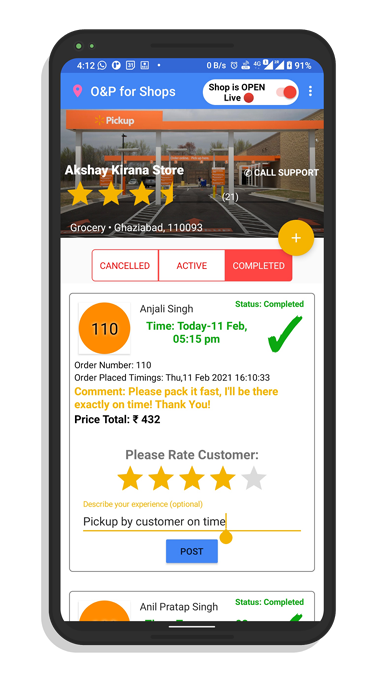 4:12 31 0 B/s 4G 91%
O&P for Shops
Shop is OPEN
Live
Pickup
Akshay Kirana Store
CALL SUPPORT
(21)
Grocery • Ghaziabad, 110093
+
CANCELLED ACTIVE COMPLETED
110
Anjali Singh
Status: Completed
Time: Today-11 Feb,
05:15 pm
Order Number: 110
Order Placed Timings: Thu,11 Feb 2021 16:10:33
Comment: Please pack it fast, I'll be there
exactly on time! Thank You!
Price Total: ₹ 432
Please Rate Customer:
Describe your experience (optional)
Pickup by customer on time
POST
Anil Pratap Singh
Status: Completed